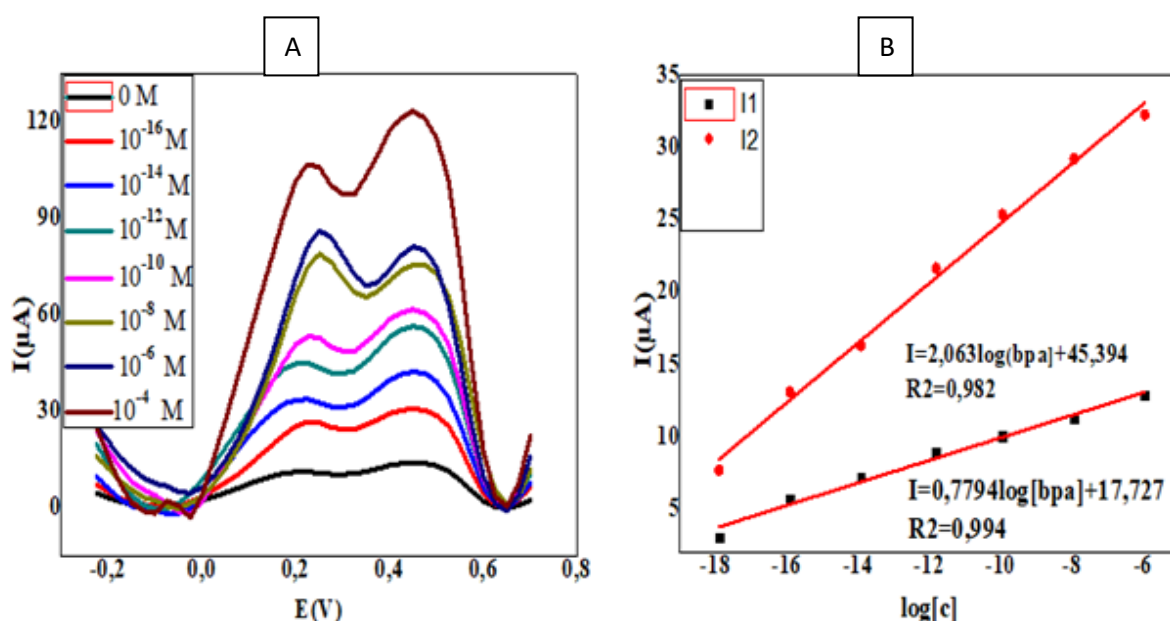 A
0 M
10⁻¹⁶ M
10⁻¹⁴ M
10⁻¹² M
10⁻¹⁰ M
10⁻⁸ M
10⁻⁶ M
10⁻⁴ M
120
90
60
30
0
I(µA)
-0,2 0,0 0,2 0,4 0,6 0,8
E(V)
B
I1
I2
35
30
25
20
15
10
5
I(µA)
I=2,063log(bpa]+45,394
R2=0,982
I=0,7794log[bpa]+17,727
R2=0,994
-18 -16 -14 -12 -10 -8 -6
log[c]